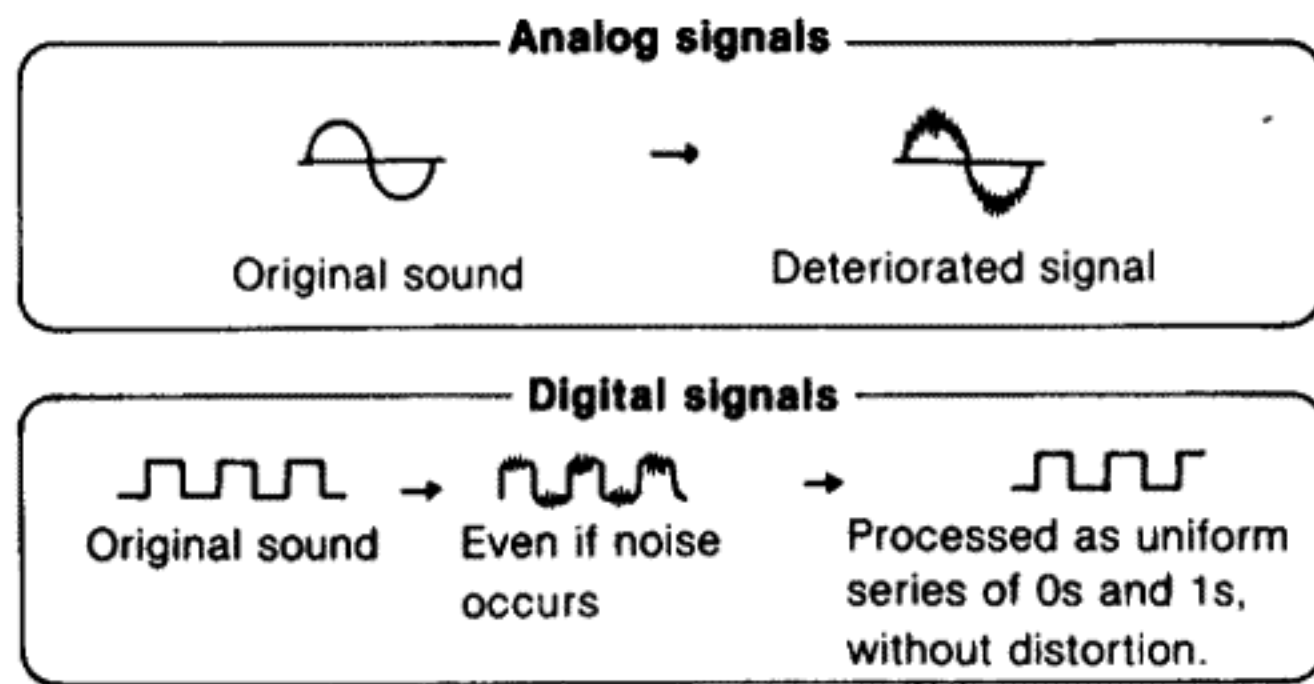 Analog signals
Original sound
Deteriorated signal
Digital signals
Original sound
Even if noise
occurs
Processed as uniform
series of 0s and 1s,
without distortion.